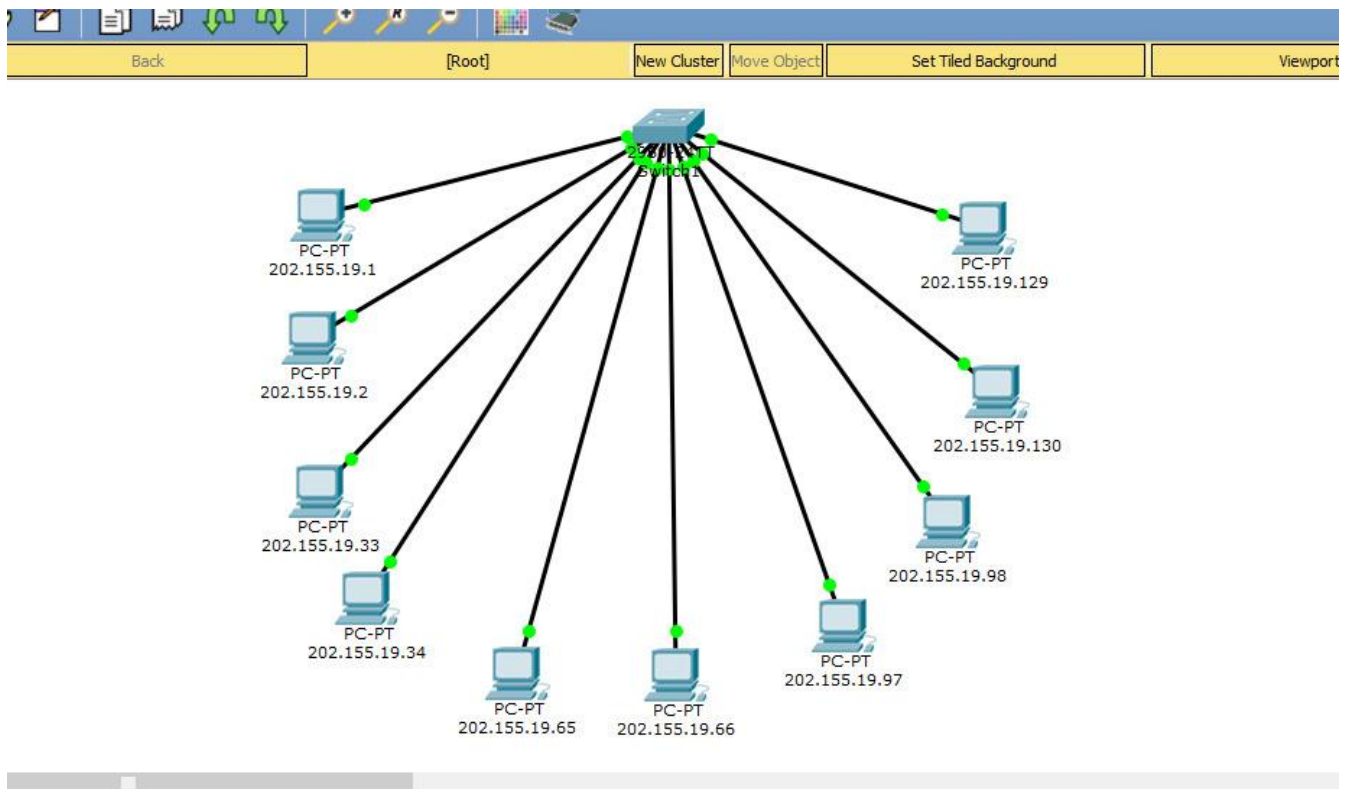 Back
[Root]
New Cluster
Move Object
Set Tiled Background
Viewport
Switch1
PC-PT
202.155.19.1
PC-PT
202.155.19.129
PC-PT
202.155.19.2
PC-PT
202.155.19.130
PC-PT
202.155.19.33
PC-PT
202.155.19.98
PC-PT
202.155.19.34
PC-PT
202.155.19.97
PC-PT
202.155.19.65
PC-PT
202.155.19.66